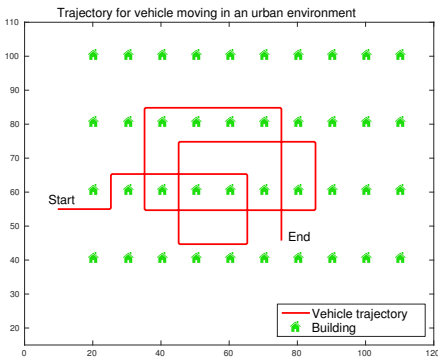 Trajectory for vehicle moving in an urban environment
110
100
90
80
70
60
50
40
30
20
Start
End
Vehicle trajectory
Building
0 20 40 60 80 100 120